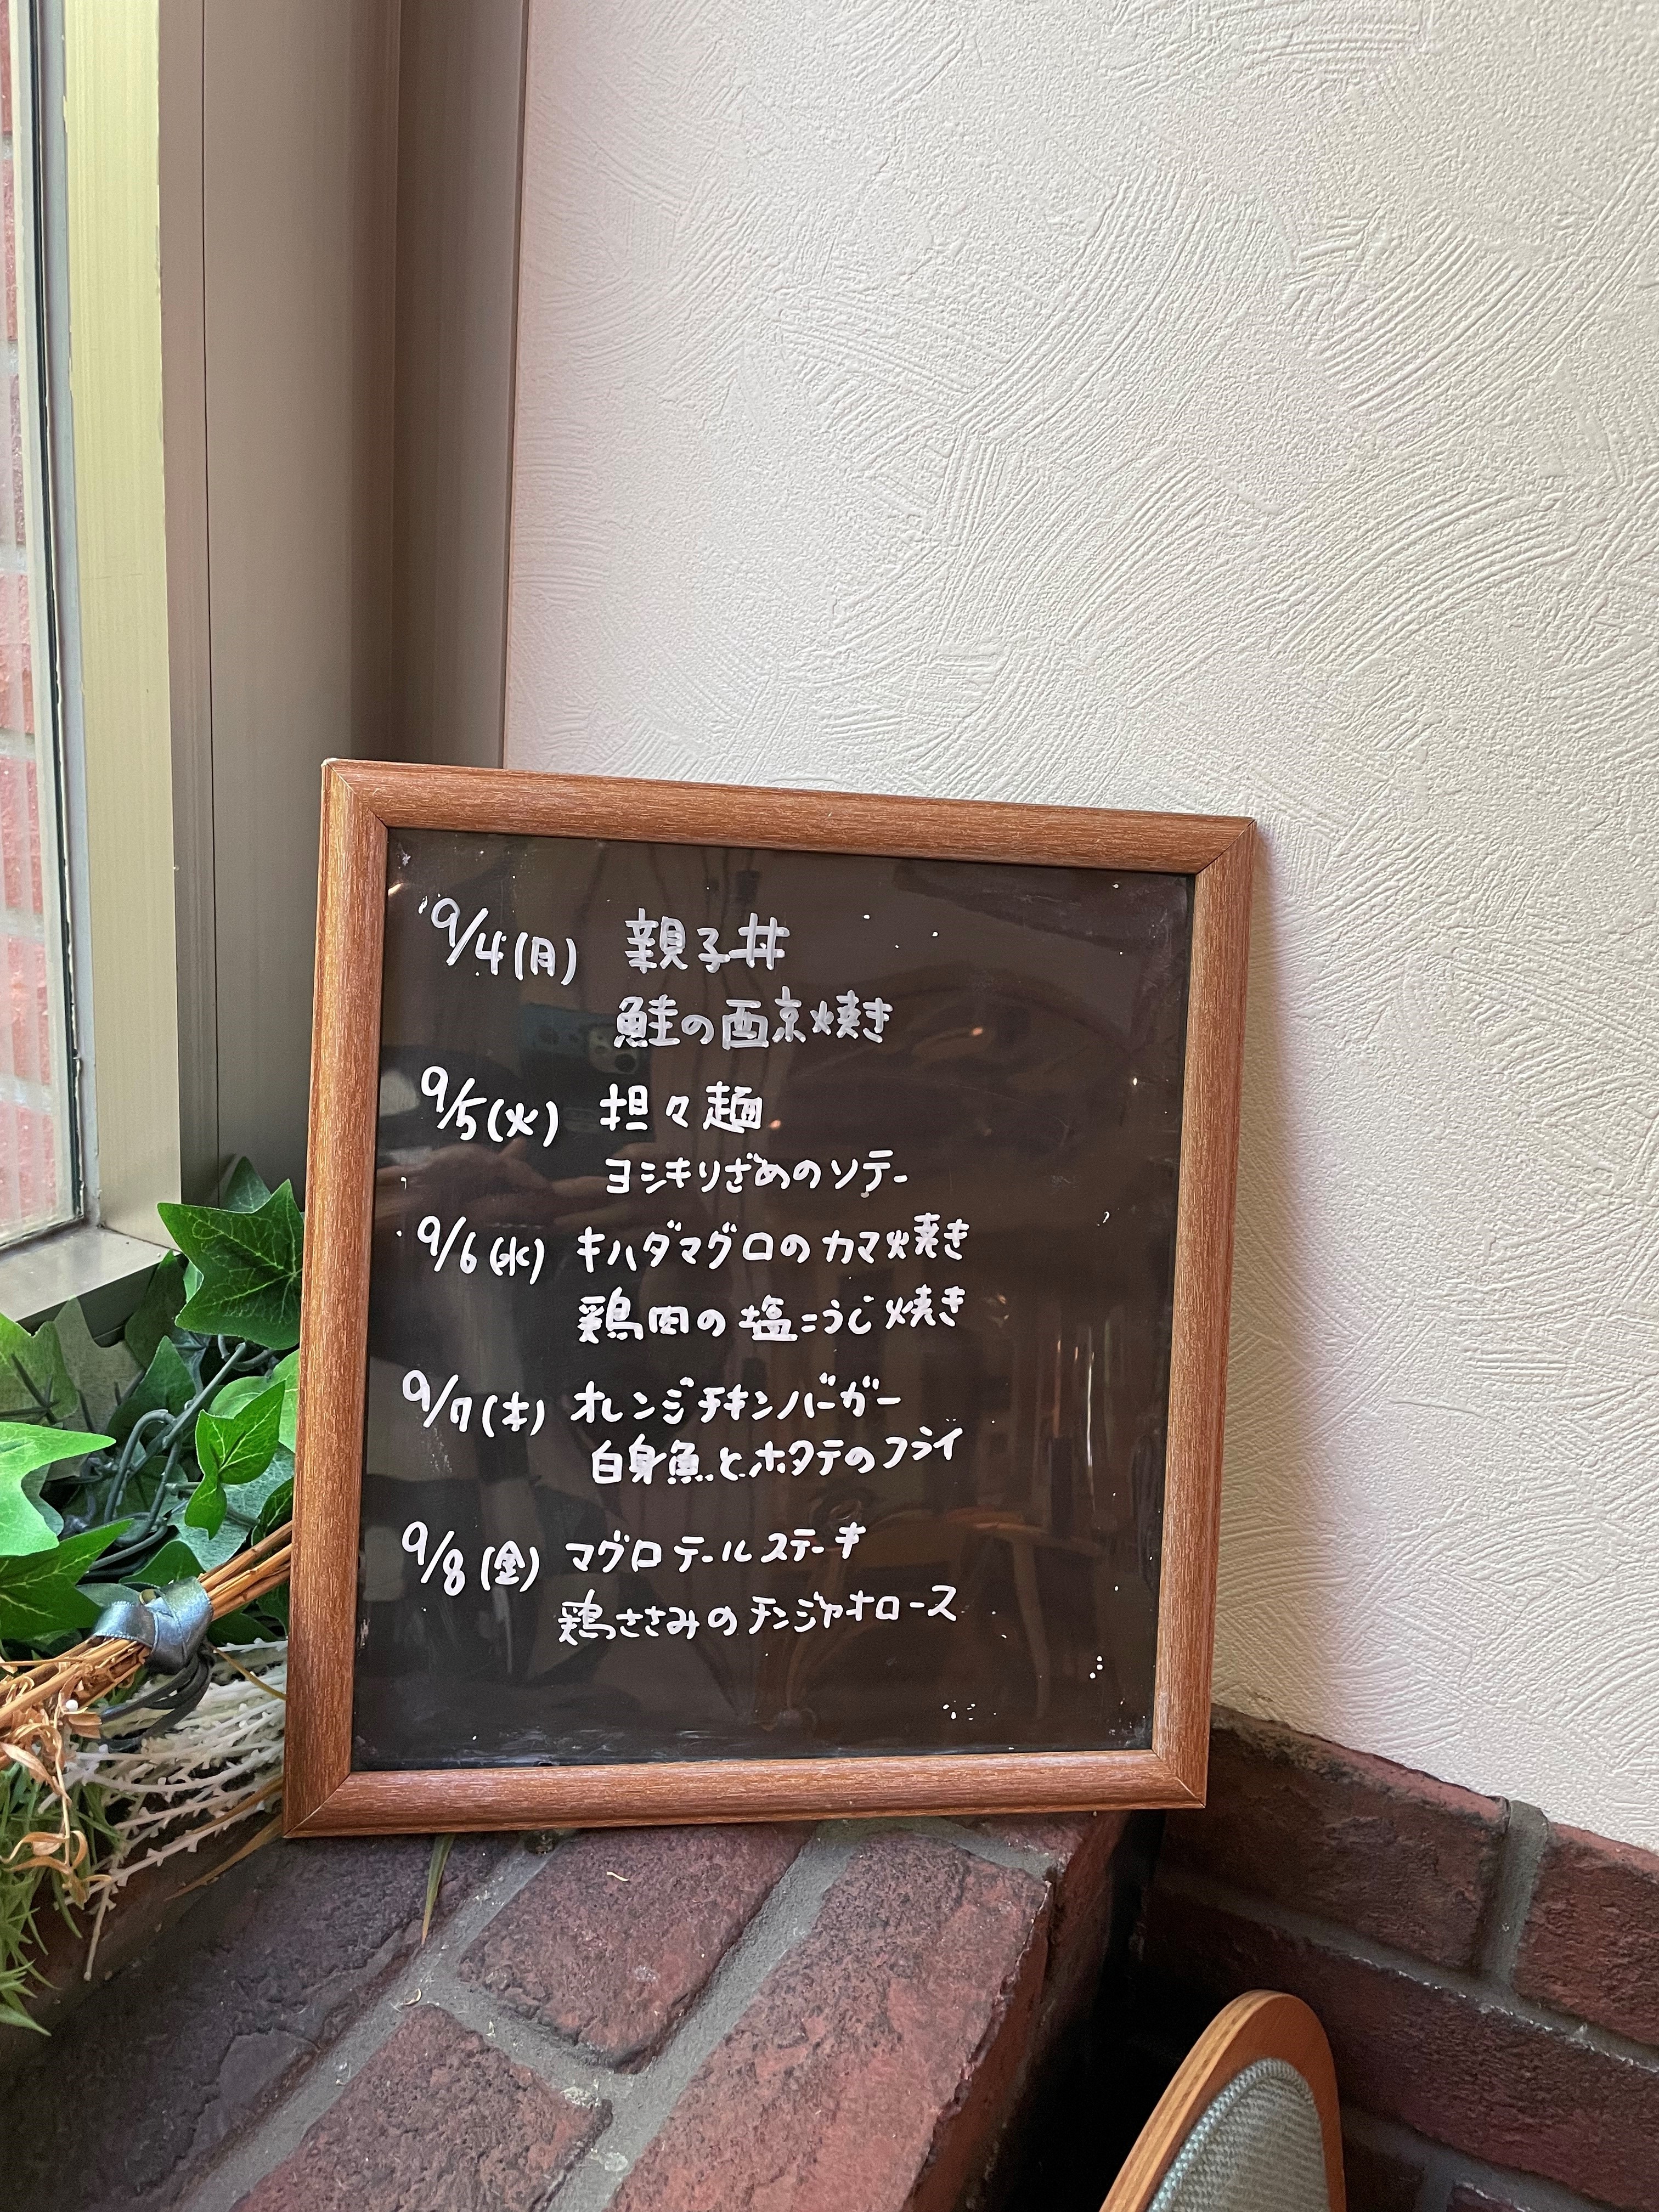 9/4(月) 親子丼
鮭の西京焼き
9/5(火) 担々麺
ヨシキリざめのソテー
9/6(水) キハダマグロのカマ焼き
鶏肉の塩こうじ焼き
9/7(木) オレンジチキンバーガー
白身魚とホタテのフライ
9/8(金) マグロテールステーキ
鶏ささみのチンジャオロース